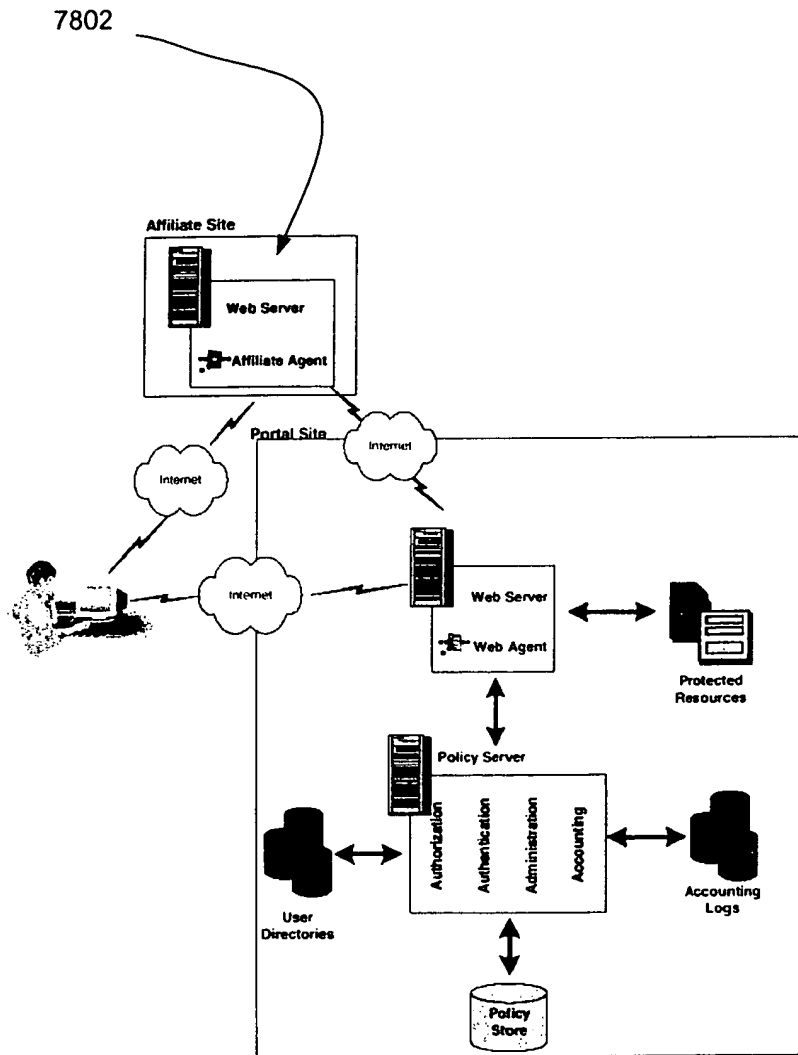 7802
Affiliate Site
Web Server
Affiliate Agent
Portal Site
Internet
Internet
Internet
Web Server
Web Agent
Protected
Resources
Policy Server
Authorization
Authentication
Administration
Accounting
User
Directories
Accounting
Logs
Policy
Store